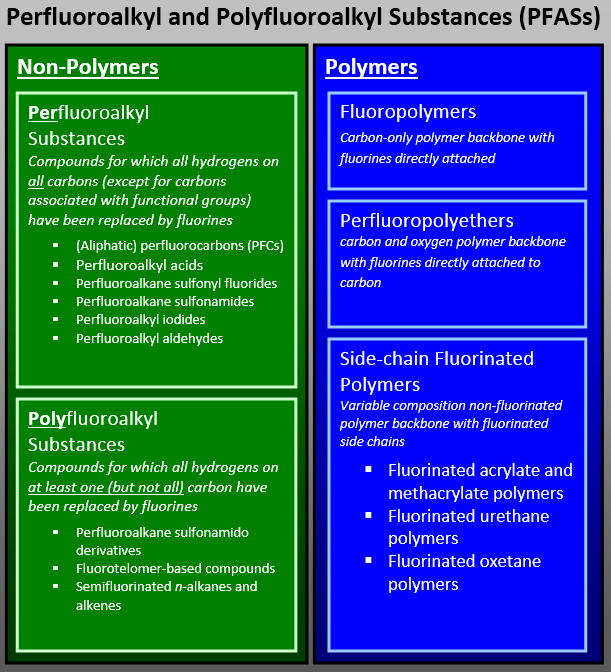 Perfluoroalkyl and Polyfluoroalkyl Substances (PFASs)
Non-Polymers
Perfluoroalkyl
Substances
Compounds for which all hydrogens on
all carbons (except for carbons
associated with functional groups)
have been replaced by fluorines
▪ (Aliphatic) perfluorocarbons (PFCs)
▪ Perfluoroalkyl acids
▪ Perfluoroalkane sulfonyl fluorides
▪ Perfluoroalkane sulfonamides
▪ Perfluoroalkyl iodides
▪ Perfluoroalkyl aldehydes
Polyfluoroalkyl
Substances
Compounds for which all hydrogens on
at least one (but not all) carbon have
been replaced by fluorines
▪ Perfluoroalkane sulfonamido
derivatives
▪ Fluorotelomer-based compounds
▪ Semifluorinated n-alkanes and
alkenes
Polymers
Fluoropolymers
Carbon-only polymer backbone with
fluorines directly attached
Perfluoropolyethers
carbon and oxygen polymer backbone
with fluorines directly attached to
carbon
Side-chain Fluorinated
Polymers
Variable composition non-fluorinated
polymer backbone with fluorinated
side chains
▪ Fluorinated acrylate and
methacrylate polymers
▪ Fluorinated urethane
polymers
▪ Fluorinated oxetane
polymers